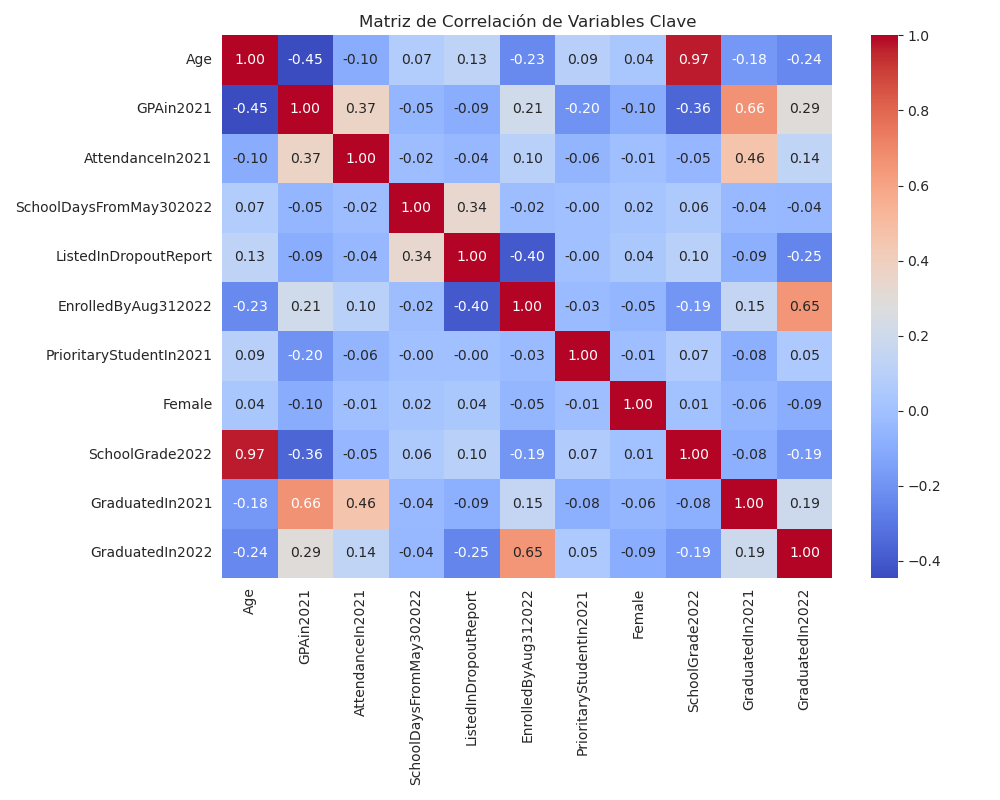 Matriz de Correlación de Variables Clave
Age 1.00 -0.45 -0.10 0.07 0.13 -0.23 0.09 0.04 0.97 -0.18 -0.24
GPAin2021 -0.45 1.00 0.37 -0.05 -0.09 0.21 -0.20 -0.10 -0.36 0.66 0.29
AttendanceIn2021 -0.10 0.37 1.00 -0.02 -0.04 0.10 -0.06 -0.01 -0.05 0.46 0.14
SchoolDaysFromMay302022 0.07 -0.05 -0.02 1.00 0.34 -0.02 -0.00 0.02 0.06 -0.04 -0.04
ListedInDropoutReport 0.13 -0.09 -0.04 0.34 1.00 -0.40 -0.00 0.04 0.10 -0.09 -0.25
EnrolledByAug312022 -0.23 0.21 0.10 -0.02 -0.40 1.00 -0.03 -0.05 -0.19 0.15 0.65
PrioritaryStudentIn2021 0.09 -0.20 -0.06 -0.00 -0.00 -0.03 1.00 -0.01 0.07 -0.08 0.05
Female 0.04 -0.10 -0.01 0.02 0.04 -0.05 -0.01 1.00 0.01 -0.06 -0.09
SchoolGrade2022 0.97 -0.36 -0.05 0.06 0.10 -0.19 0.07 0.01 1.00 -0.08 -0.19
GraduatedIn2021 -0.18 0.66 0.46 -0.04 -0.09 0.15 -0.08 -0.06 -0.08 1.00 0.19
GraduatedIn2022 -0.24 0.29 0.14 -0.04 -0.25 0.65 0.05 -0.09 -0.19 0.19 1.00
Age
GPAin2021
AttendanceIn2021
SchoolDaysFromMay302022
ListedInDropoutReport
EnrolledByAug312022
PrioritaryStudentIn2021
Female
SchoolGrade2022
GraduatedIn2021
GraduatedIn2022
1.0
0.8
0.6
0.4
0.2
0.0
−0.2
−0.4